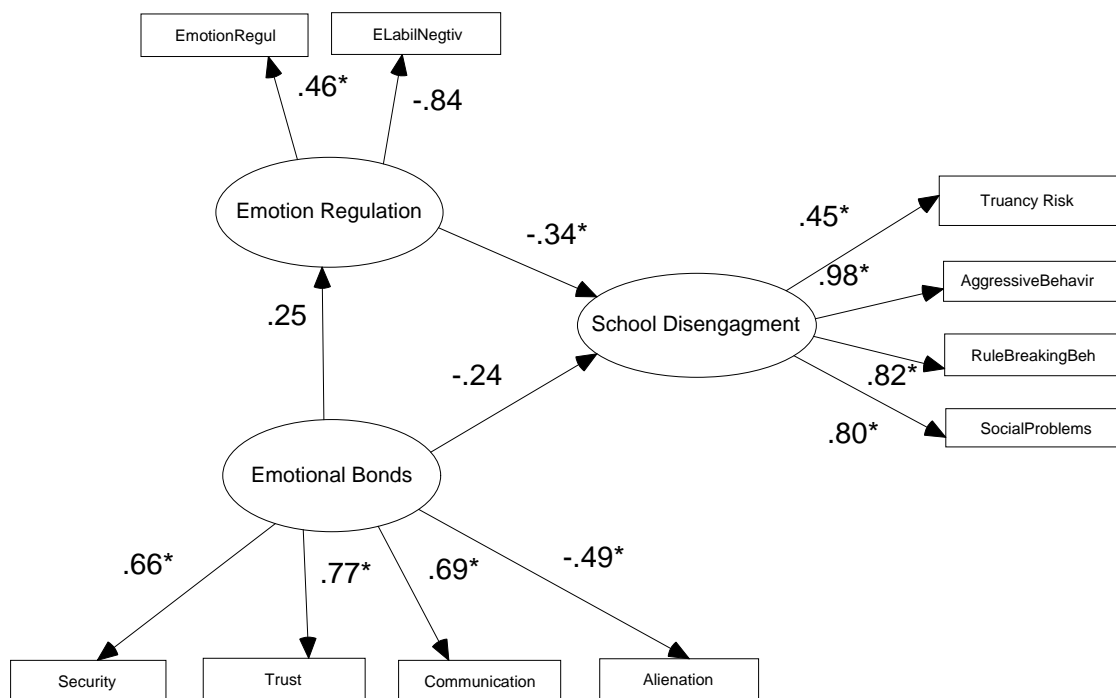 EmotionRegul
ELabilNegtiv
.46*
-.84
Emotion Regulation
Truancy Risk
.45*
-.34*
.98*
AggressiveBehavir
.25
School Disengagment
RuleBreakingBeh
-.24
.82*
.80*
SocialProblems
Emotional Bonds
.66*
.77*
.69*
-.49*
Security
Trust
Communication
Alienation